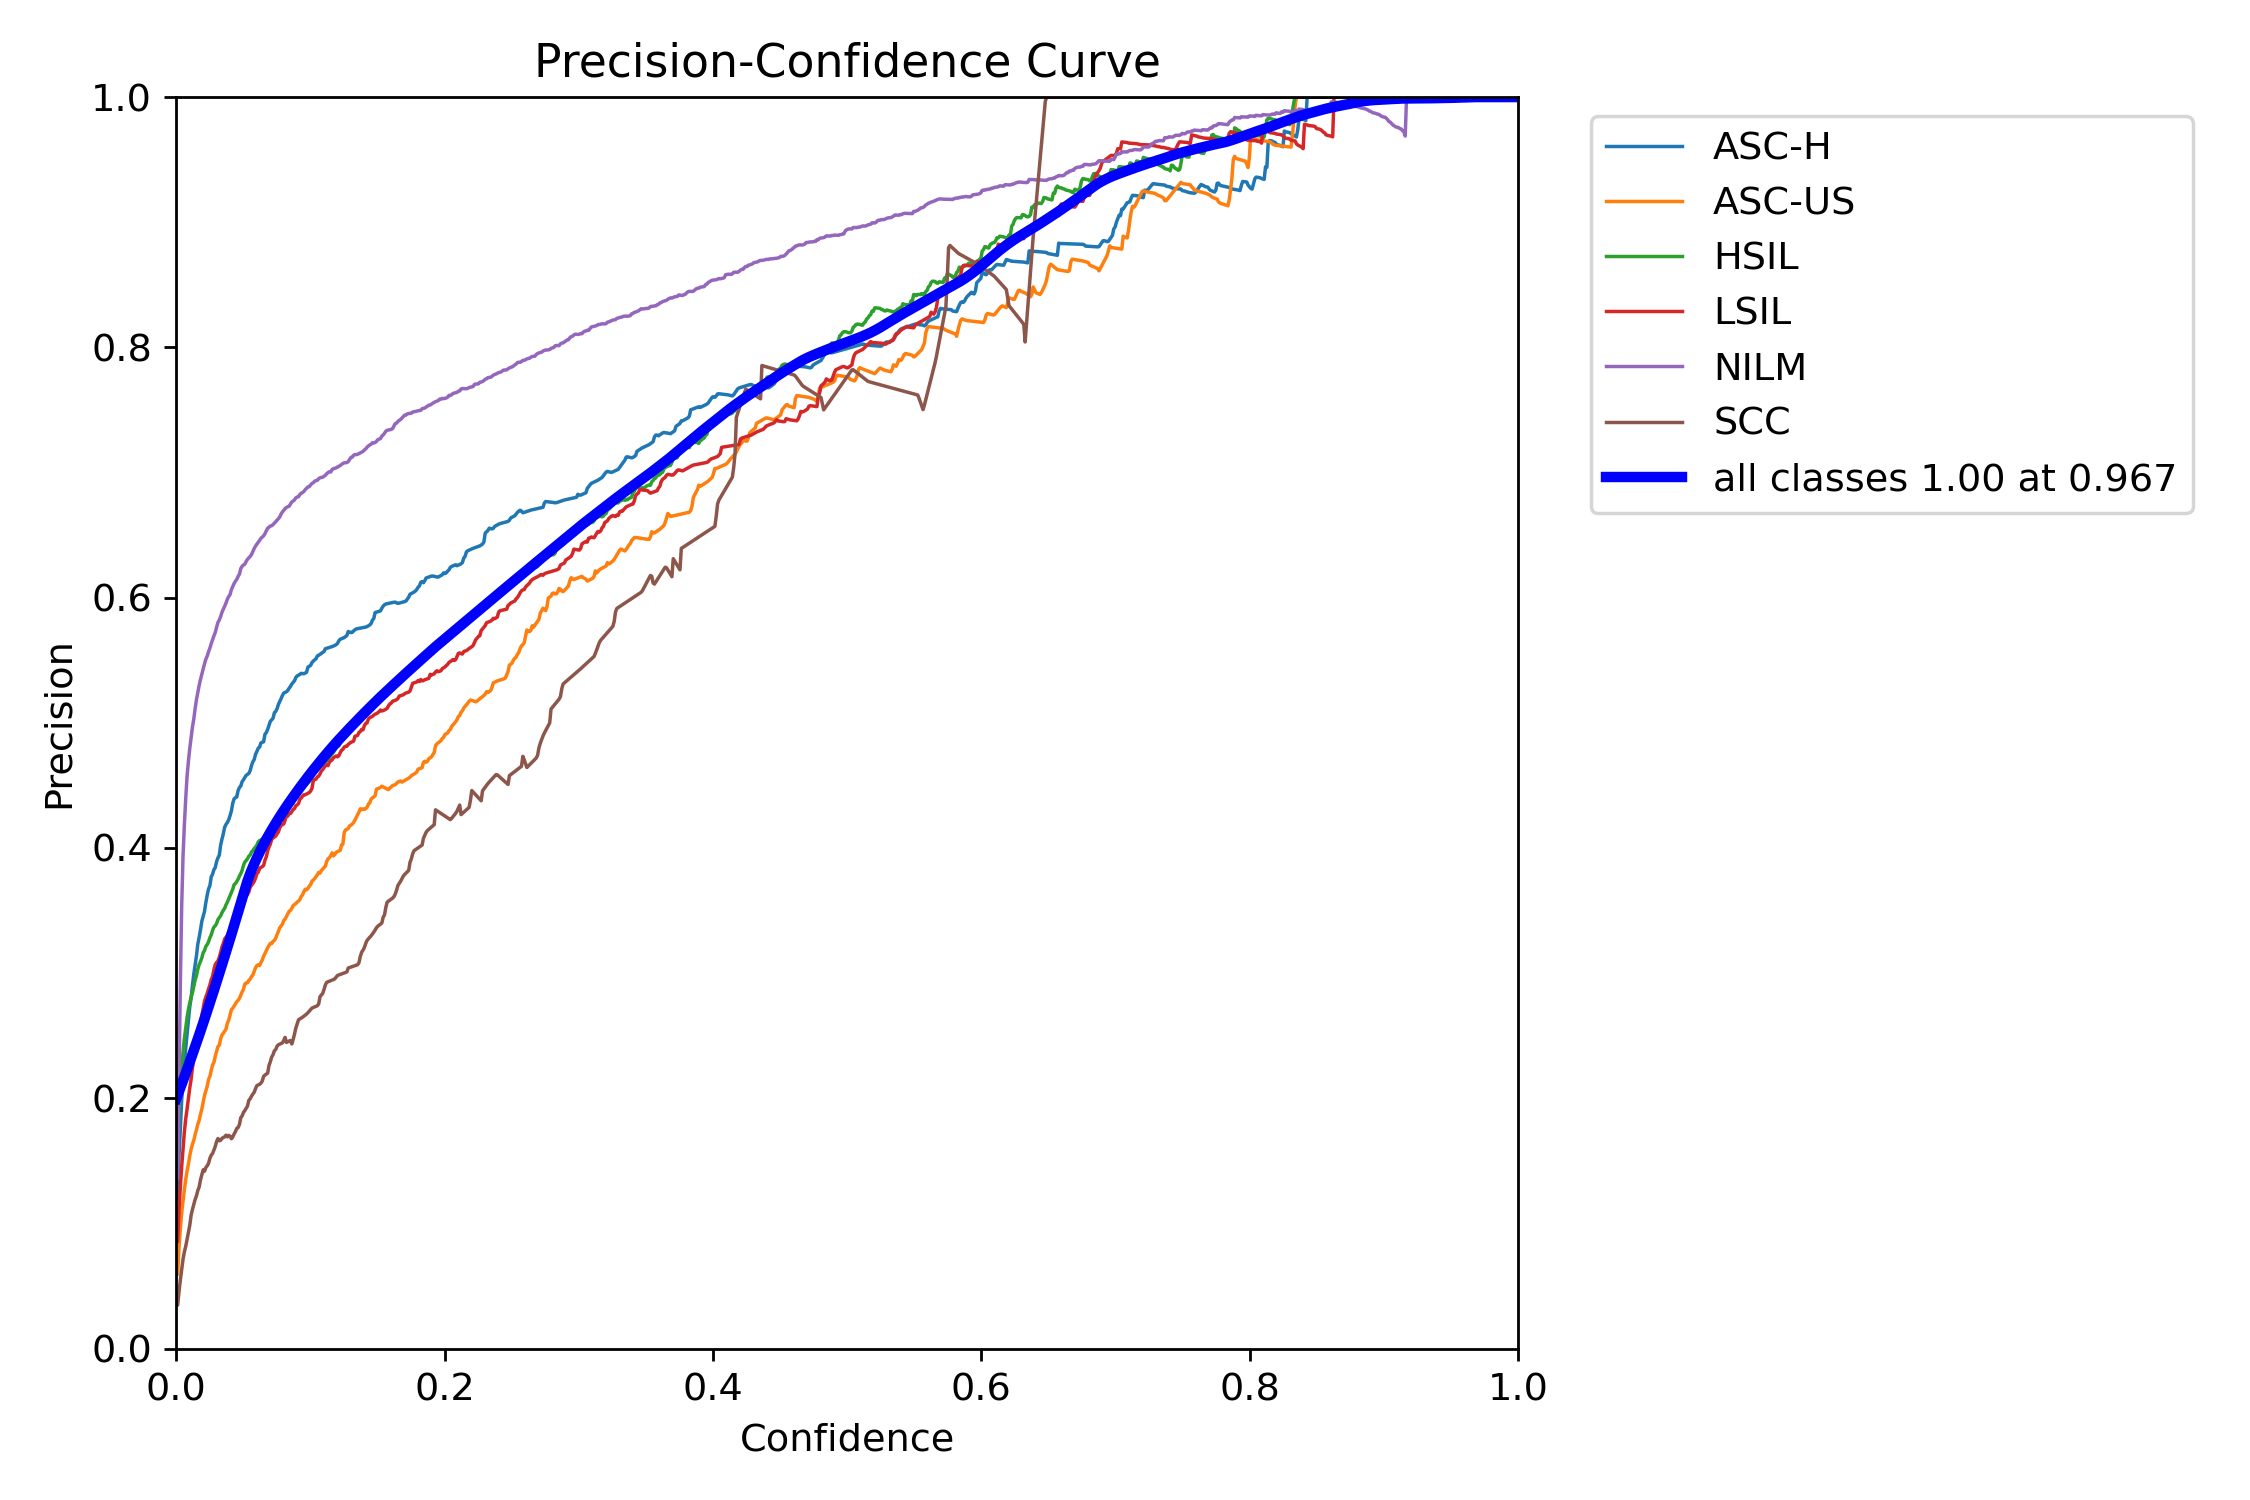 Precision-Confidence Curve
1.0
0.8
0.6
0.4
0.2
0.0
Precision
0.0 0.2 0.4 0.6 0.8 1.0
Confidence
ASC-H
ASC-US
HSIL
LSIL
NILM
SCC
all classes 1.00 at 0.967